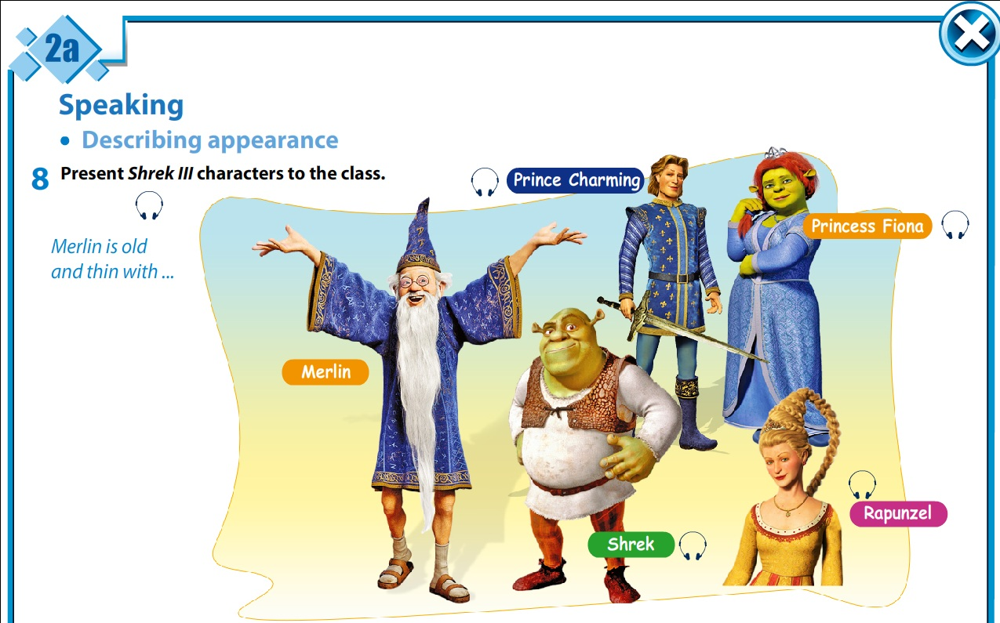 2a
Speaking
• Describing appearance
8 Present Shrek III characters to the class.
Prince Charming
Princess Fiona
Merlin is old
and thin with ...
Merlin
Rapunzel
Shrek